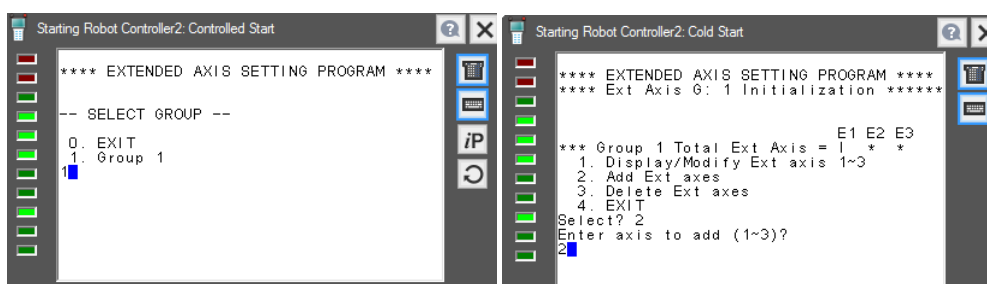 Starting Robot Controller2: Controlled Start
**** EXTENDED AXIS SETTING PROGRAM ****
-- SELECT GROUP --
0. EXIT
1. Group 1
1
iP
Starting Robot Controller2: Cold Start
**** EXTENDED AXIS SETTING PROGRAM ****
**** Ext Axis G: 1 Initialization ******
E1 E2 E3
*** Group 1 Total Ext Axis = I * *
1. Display/Modify Ext axis 1~3
2. Add Ext axes
3. Delete Ext axes
4. EXIT
Select? 2
Enter axis to add (1~3)?
2